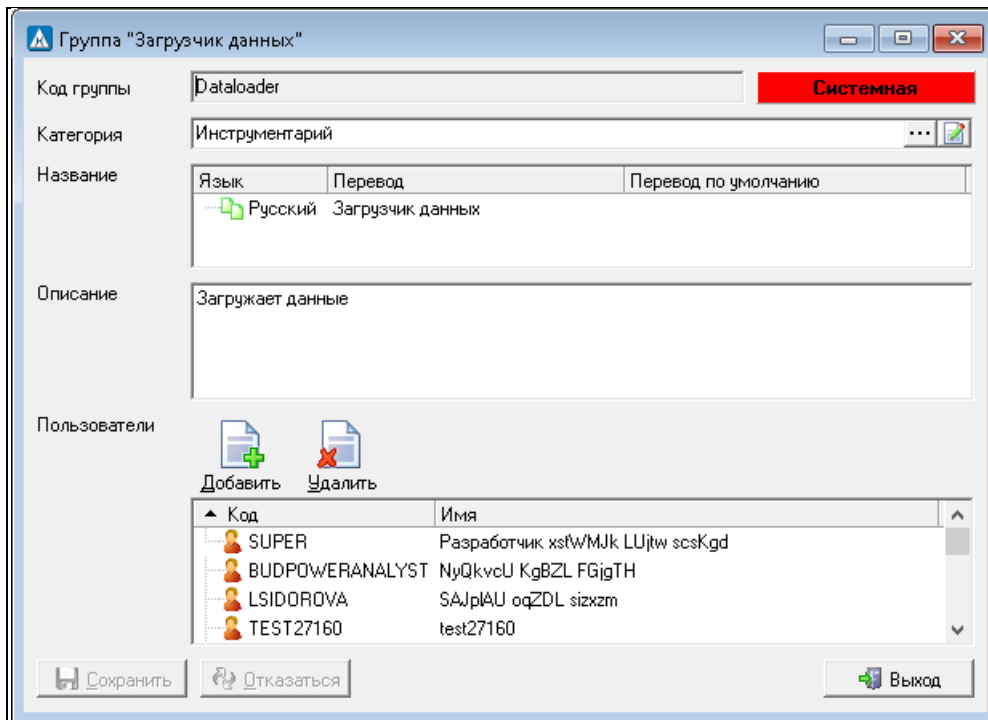 Группа "Загрузчик данных"
Код группы Dataloader Системная
Категория Инструментарий ...
Название Язык Перевод Перевод по умолчанию
Русский Загрузчик данных
Описание Загружает данные
Пользователи
Добавить Удалить
Код Имя
SUPER Разработчик xstWMJk LUjtw scsKgd
BUDPOWERANALYST NyQkvcU KgBZL FGjgTH
LSIDOROVA SAJplAU oqZDL sizxzm
TEST27160 test27160
Сохранить Отказаться Выход